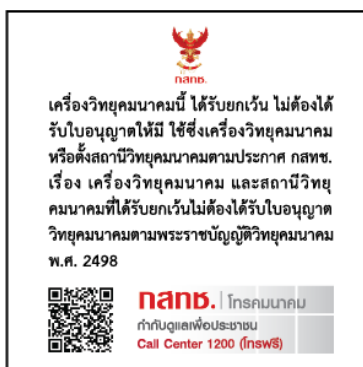 กสทช.
เครื่องวิทยุคมนาคมนี้ ได้รับยกเว้น ไม่ต้องได้
รับใบอนุญาตให้มี ใช้ซึ่งเครื่องวิทยุคมนาคม
หรือตั้งสถานีวิทยุคมนาคมตามประกาศ กสทช.
เรื่อง เครื่องวิทยุคมนาคม และสถานีวิทยุ
คมนาคมที่ได้รับยกเว้นไม่ต้องได้รับใบอนุญาต
วิทยุคมนาคมตามพระราชบัญญัติวิทยุคมนาคม
พ.ศ. 2498
กสทช. | โทรคมนาคม
กำกับดูแลเพื่อประชาชน
Call Center 1200 (โทรฟรี)